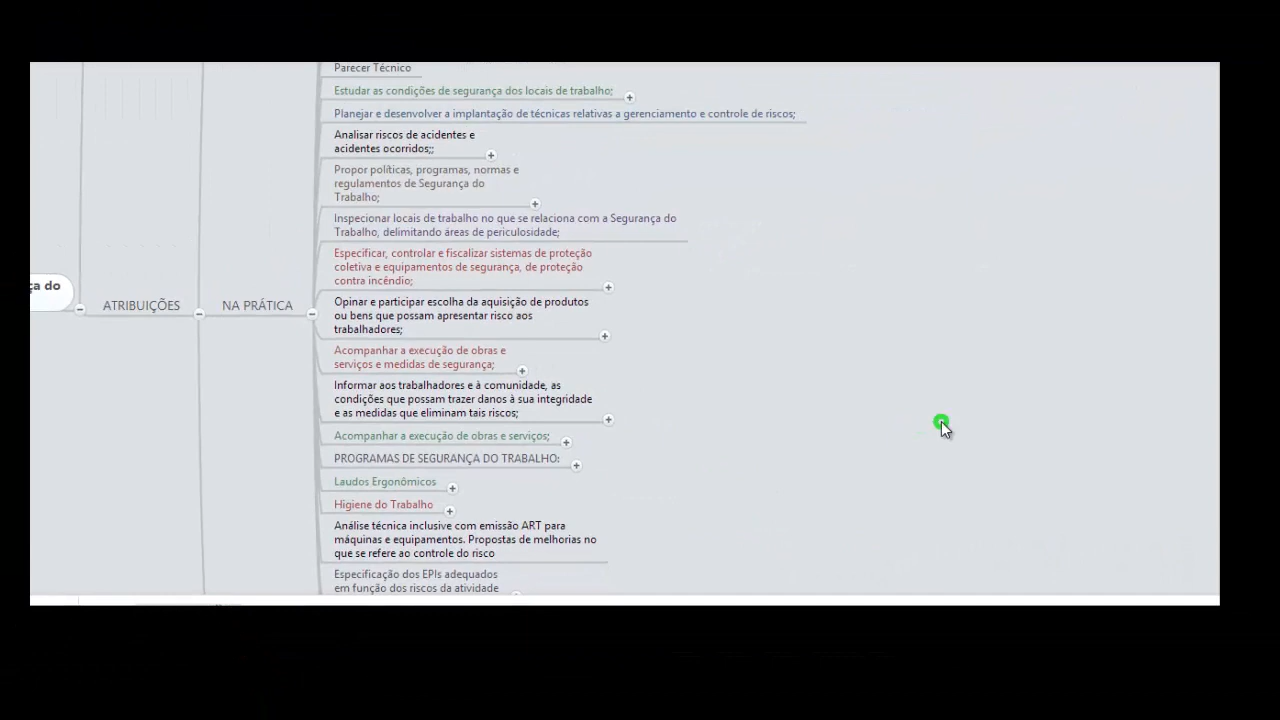 Parecer Técnico
Estudar as condições de segurança dos locais de trabalho;
Planejar e desenvolver a implantação de técnicas relativas a gerenciamento e controle de riscos;
Analisar riscos de acidentes e
acidentes ocorridos;;
Propor políticas, programas, normas e
regulamentos de Segurança do
Trabalho;
Inspecionar locais de trabalho no que se relaciona com a Segurança do
Trabalho, delimitando áreas de periculosidade;
Especificar, controlar e fiscalizar sistemas de proteção
coletiva e equipamentos de segurança, de proteção
contra incêndio;
ça do
ATRIBUIÇÕES
NA PRÁTICA
Opinar e participar escolha da aquisição de produtos
ou bens que possam apresentar risco aos
trabalhadores;
Acompanhar a execução de obras e
serviços e medidas de segurança;
Informar aos trabalhadores e à comunidade, as
condições que possam trazer danos à sua integridade
e as medidas que eliminam tais riscos;
Acompanhar a execução de obras e serviços;
PROGRAMAS DE SEGURANÇA DO TRABALHO:
Laudos Ergonômicos
Higiene do Trabalho
Análise técnica inclusive com emissão ART para
máquinas e equipamentos. Propostas de melhorias no
que se refere ao controle do risco
Especificação dos EPIs adequados
em função dos riscos da atividade